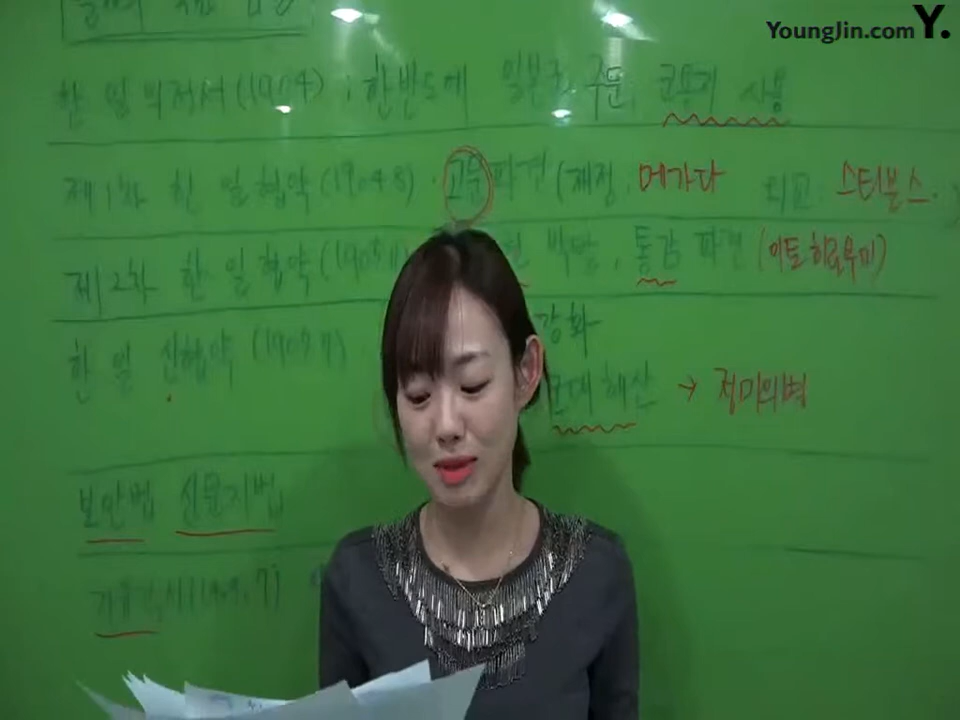 YoungJin.com Y.
한 일 의정서(1904) : 한반도에 일본군 주둔, 군용지 사용
제1차 한 일 협약(1904 8) · 고문 파견 (재정, 메가다 외교 스티븐스.
제2차 한 일 협약(1905 박탈, 통감 파견 (이토 히로부미)
한 일 신협약 (1907 7) 강화
군대 해산 → 정미의병
보안법 신문지법
기유각서(1909.7)